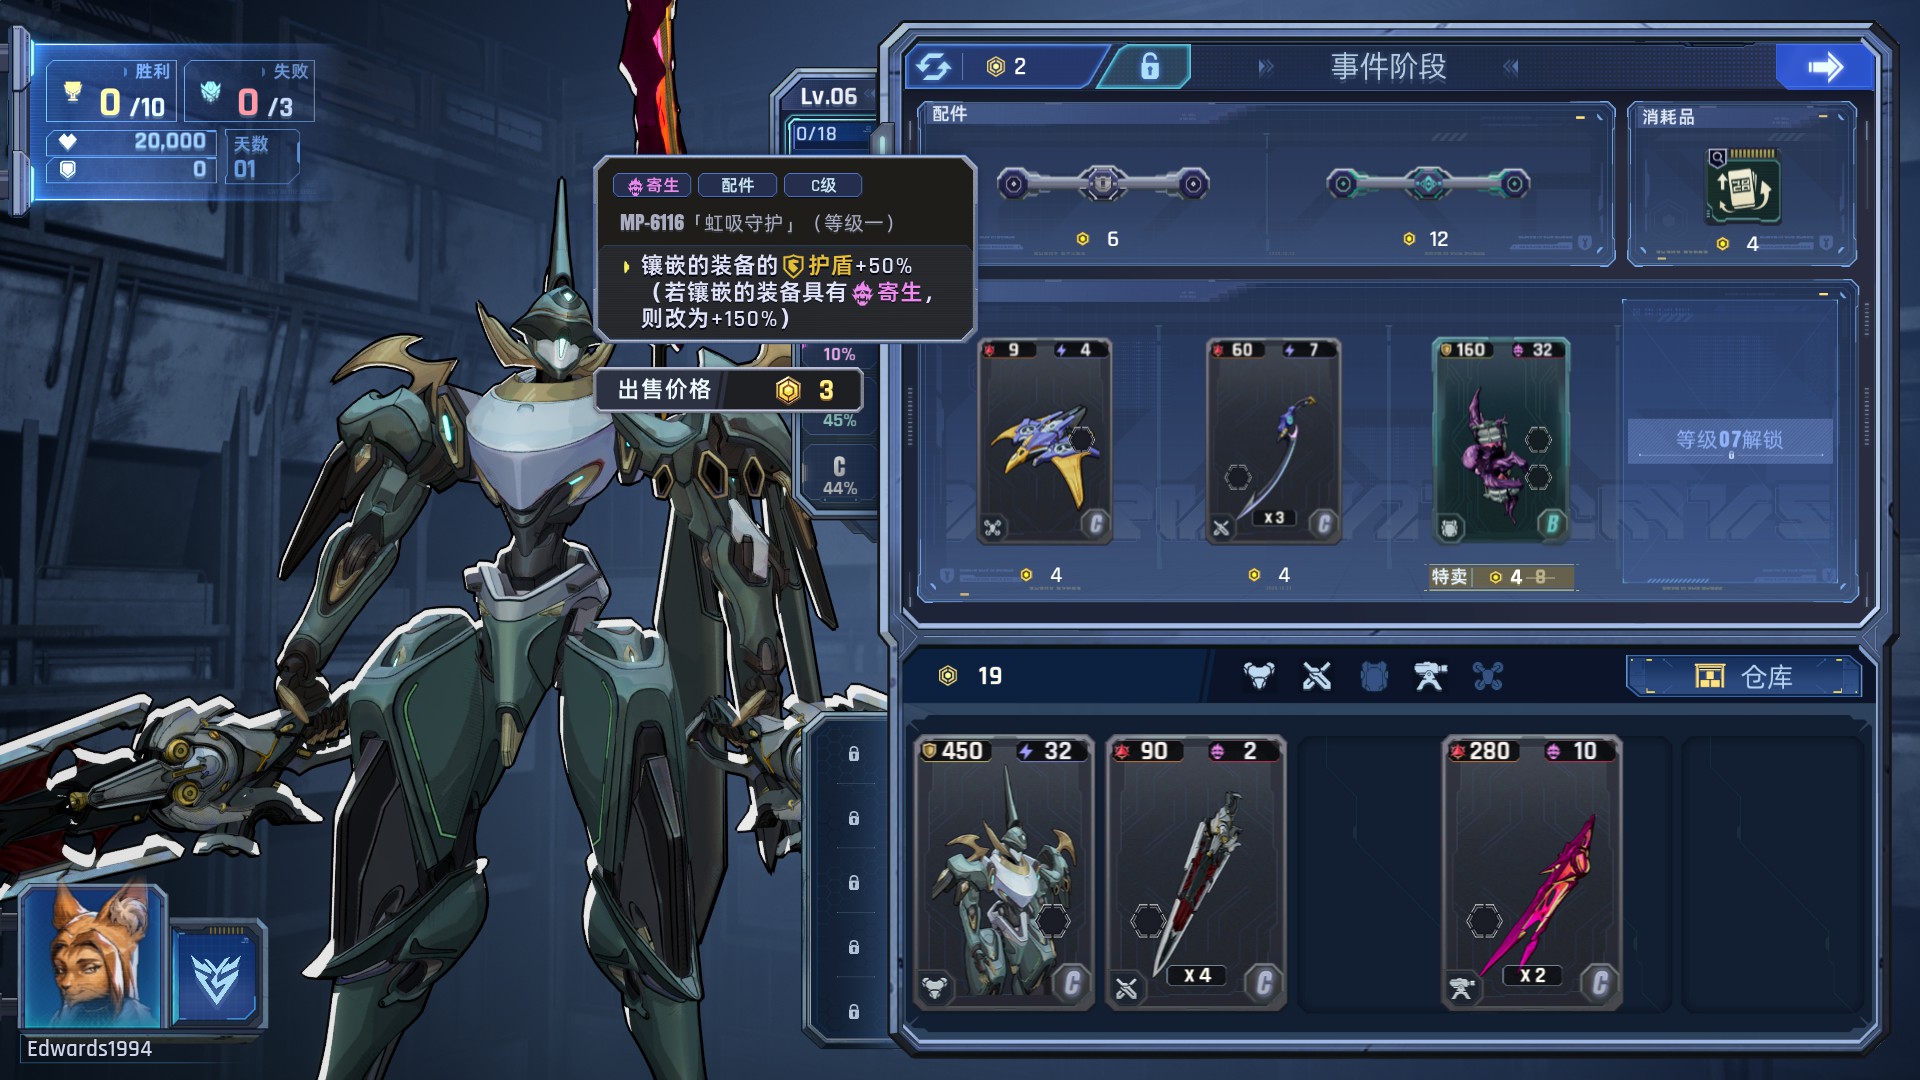 胜利
0 /10
失败
0 /3
20,000
0
天数
01
Lv.06
0/18
寄生
配件
C级
MP-6116「虹吸守护」（等级一）
镶嵌的装备的护盾+50%
（若镶嵌的装备具有寄生，
则改为+150%）
10%
出售价格
3
45%
C
44%
2
事件阶段
配件
6
12
消耗品
4
9
4
C
4
60
7
x3
C
4
160
32
B
特卖
4
8
等级07解锁
19
仓库
450
32
C
90
2
x4
C
280
10
x2
C
Edwards1994